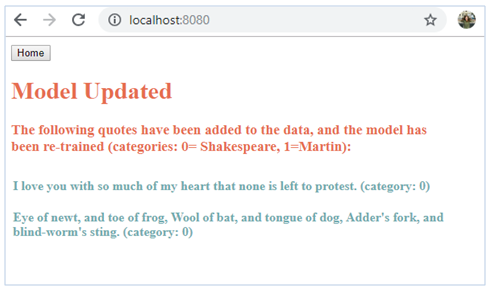 localhost:8080
Home
Model Updated
The following quotes have been added to the data, and the model has
been re-trained (categories: 0= Shakespeare, 1=Martin):
I love you with so much of my heart that none is left to protest. (category: 0)
Eye of newt, and toe of frog, Wool of bat, and tongue of dog, Adder's fork, and
blind-worm's sting. (category: 0)